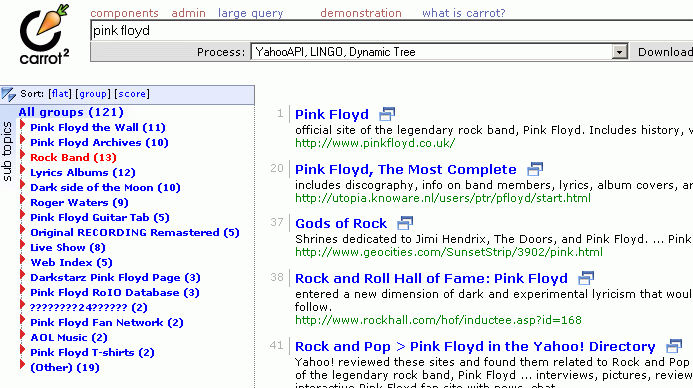 components admin large query demonstration what is carrot?
carrot2
pink floyd
Process: YahooAPI, LINGO, Dynamic Tree Download
Sort: [flat] [group] [score]
sub topics
All groups (121)
Pink Floyd the Wall (11)
Pink Floyd Archives (10)
Rock Band (13)
Lyrics Albums (12)
Dark side of the Moon (10)
Roger Waters (9)
Pink Floyd Guitar Tab (5)
Original RECORDING Remastered (5)
Live Show (8)
Web Index (5)
Darkstarz Pink Floyd Page (3)
Pink Floyd RoIO Database (3)
????????24?????? (2)
Pink Floyd Fan Network (2)
AOL Music (2)
Pink Floyd T-shirts (2)
(Other) (19)
1 Pink Floyd
official site of the legendary rock band, Pink Floyd. Includes history, v
http://www.pinkfloyd.co.uk/
20 Pink Floyd, The Most Complete
includes discography, info on band members, lyrics, album covers, ar
http://utopia.knoware.nl/users/ptr/pfloyd/start.html
37 Gods of Rock
Shrines dedicated to Jimi Hendrix, The Doors, and Pink Floyd. ... Pink
http://www.geocities.com/SunsetStrip/3902/pink.html
38 Rock and Roll Hall of Fame: Pink Floyd
entered a new dimension of dark and experimental lyricism that woul
follow.
http://www.rockhall.com/hof/inductee.asp?id=168
41 Rock and Pop > Pink Floyd in the Yahoo! Directory
Yahoo! reviewed these sites and found them related to Rock and Pop
of the legendary rock band, Pink Floyd ... interviews, pictures, review
interactive Pink Floyd fan site with news, chat